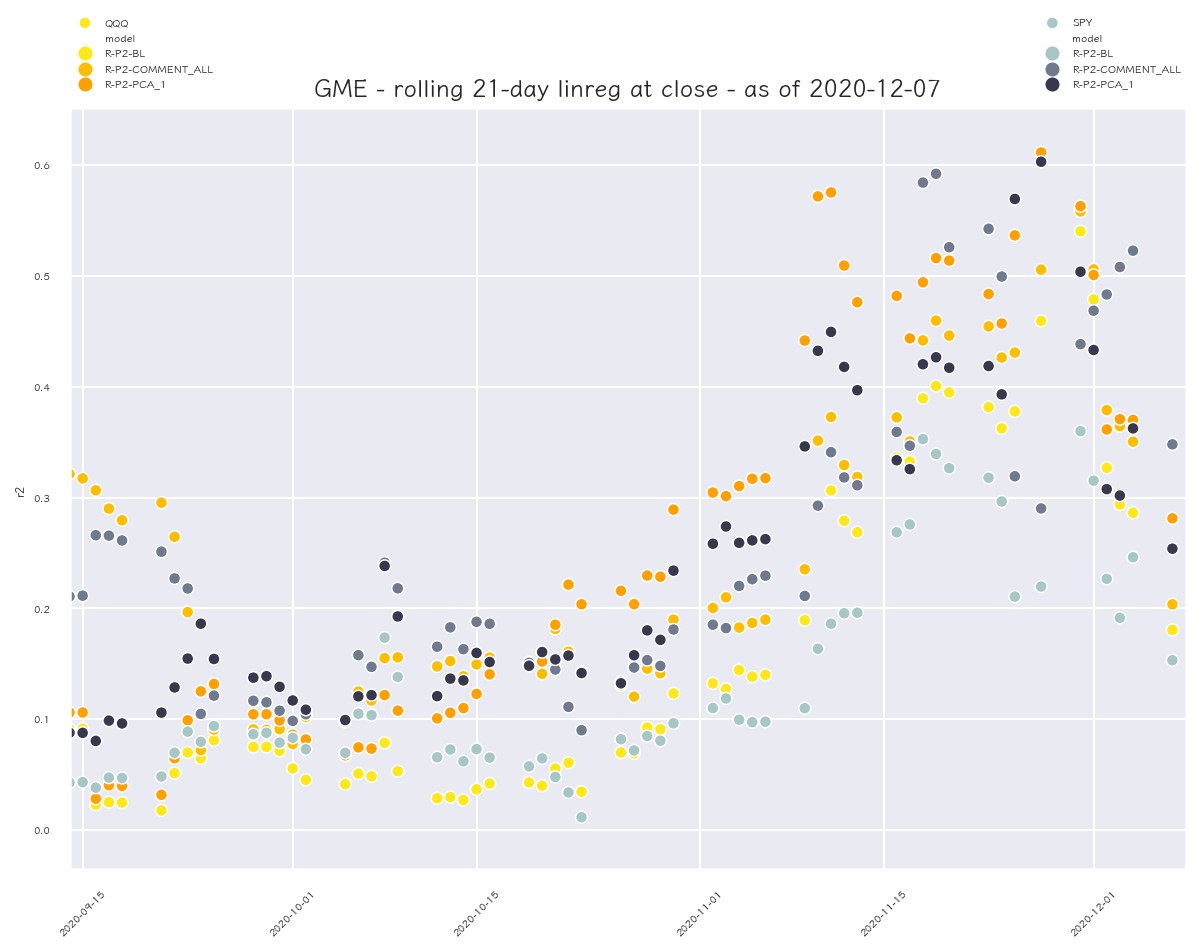 QQQ
model
R-P2-BL
R-P2-COMMENT_ALL
R-P2-PCA_1
SPY
model
R-P2-BL
R-P2-COMMENT_ALL
R-P2-PCA_1
GME - rolling 21-day linreg at close - as of 2020-12-07
0.6
0.5
0.4
0.3
0.2
0.1
0.0
r2
2020-09-15
2020-10-01
2020-10-15
2020-11-01
2020-11-15
2020-12-01